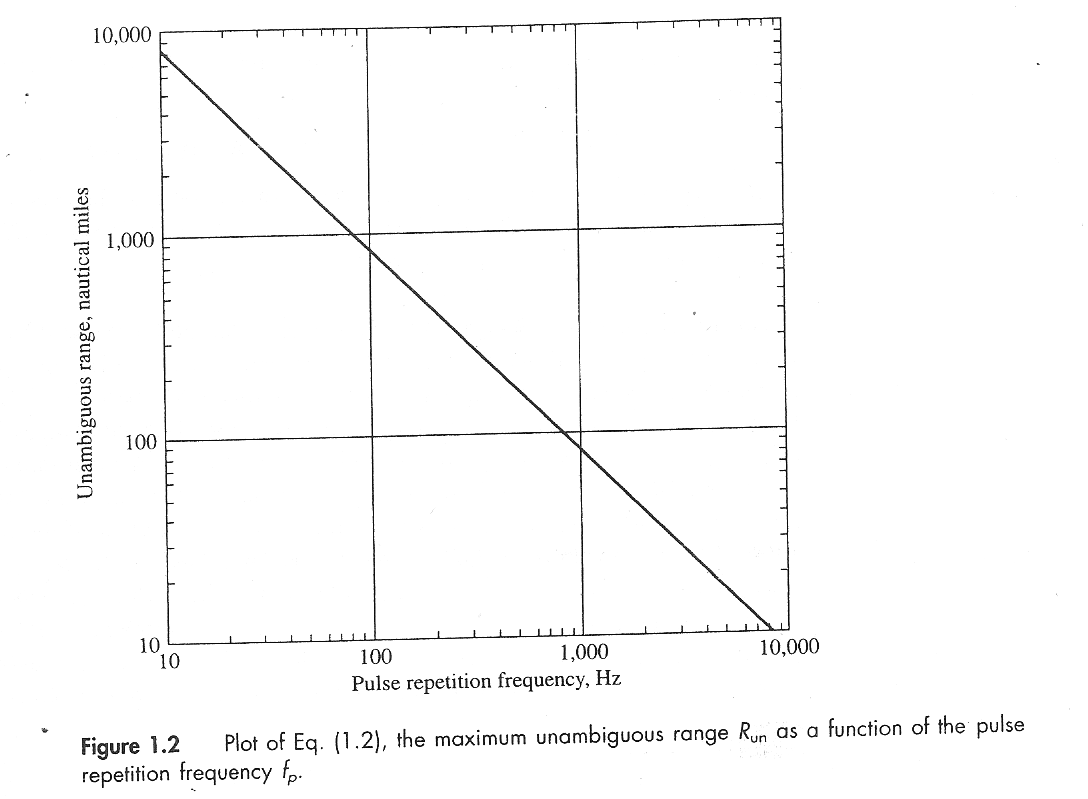 10,000
1,000
100
10
Unambiguous range, nautical miles
10 100 1,000 10,000
Pulse repetition frequency, Hz
Figure 1.2 Plot of Eq. (1.2), the maximum unambiguous range Run as a function of the pulse
repetition frequency fp.